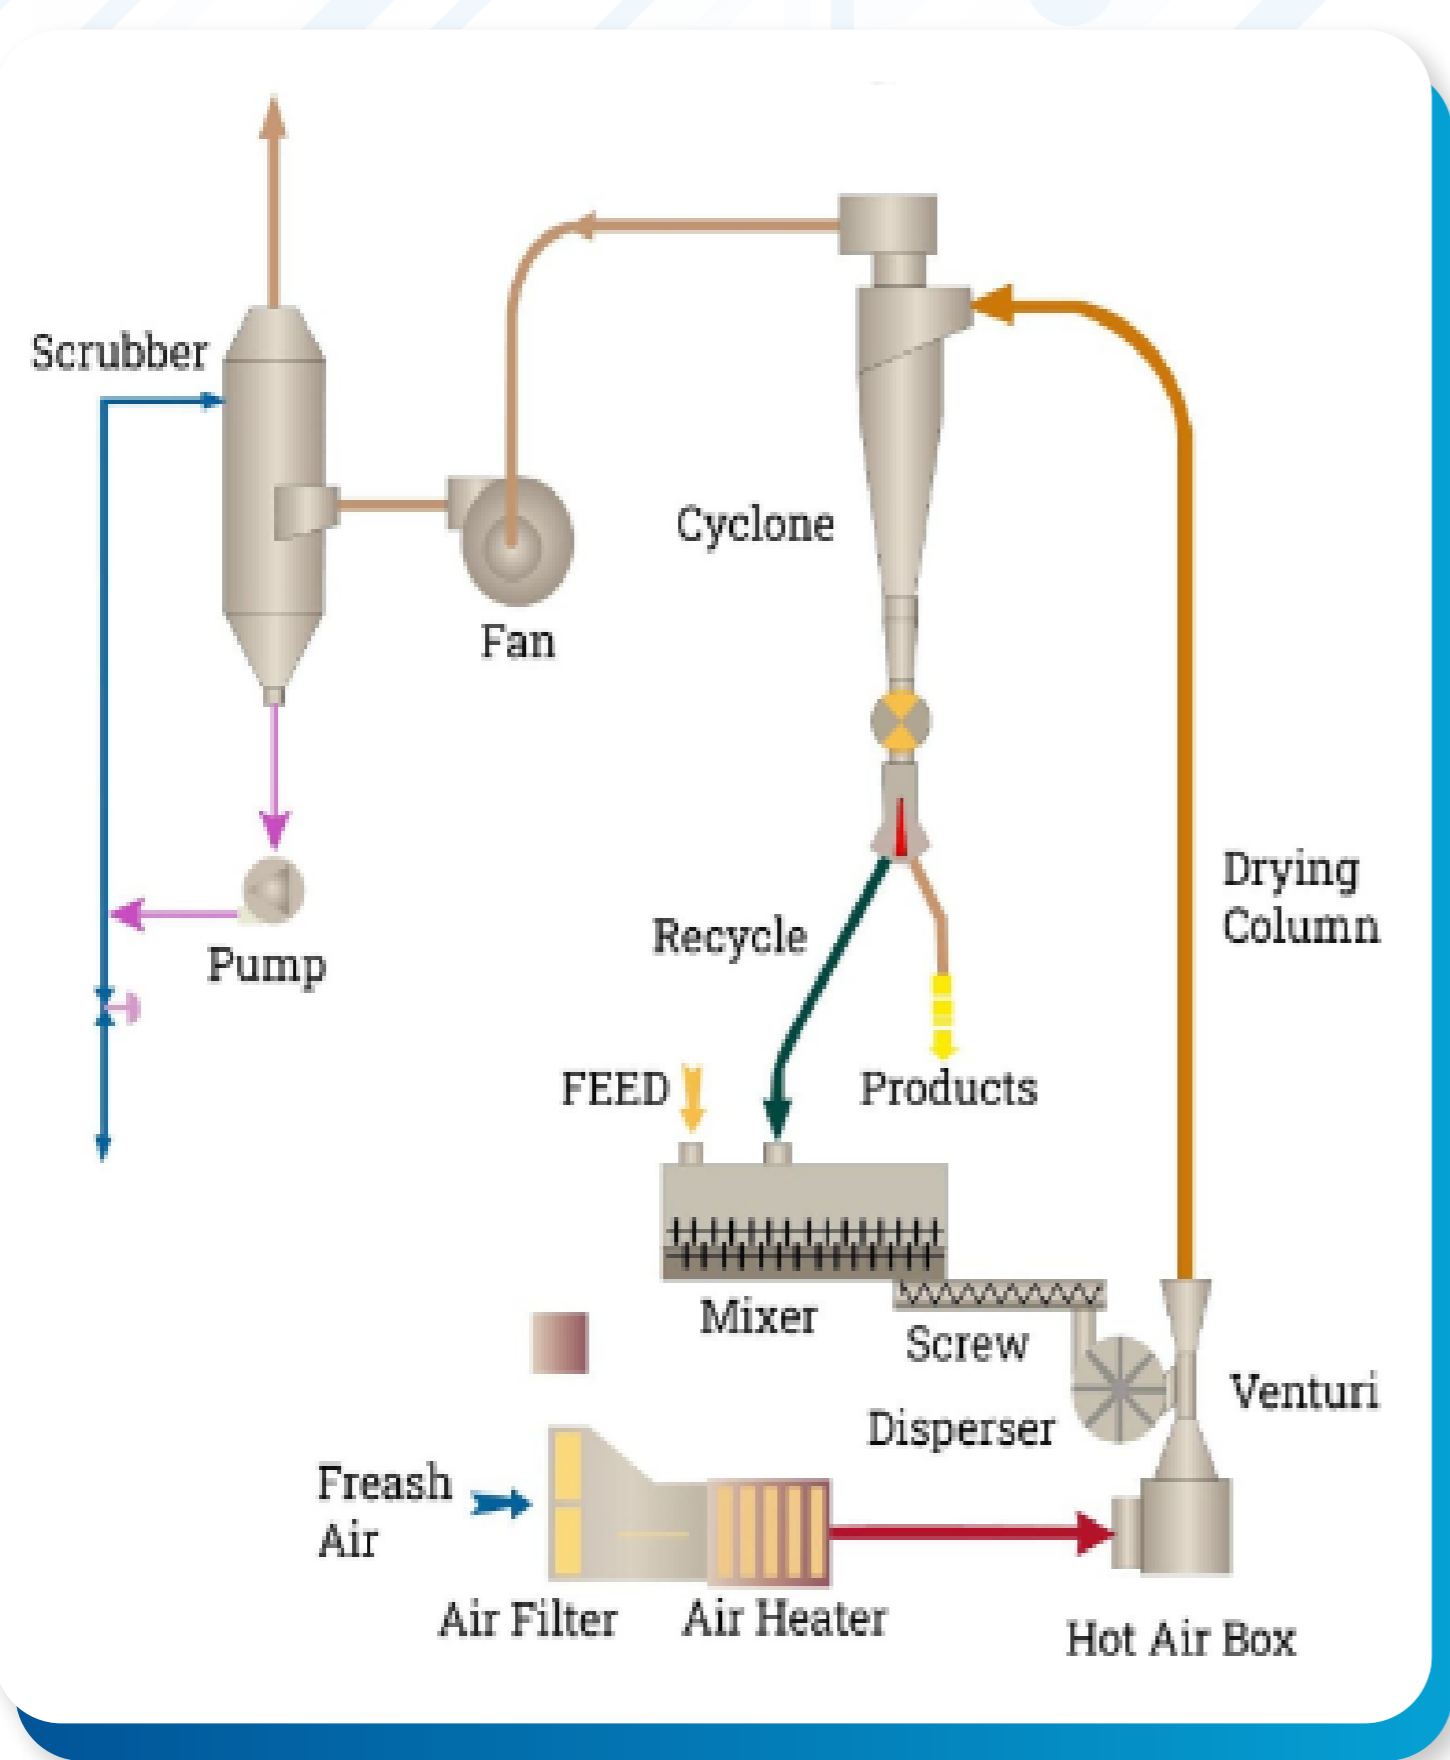 Scrubber
Cyclone
Fan
Drying
Column
Recycle
Pump
FEED
Products
Mixer
Screw
Venturi
Disperser
Freash
Air
Air Filter
Air Heater
Hot Air Box